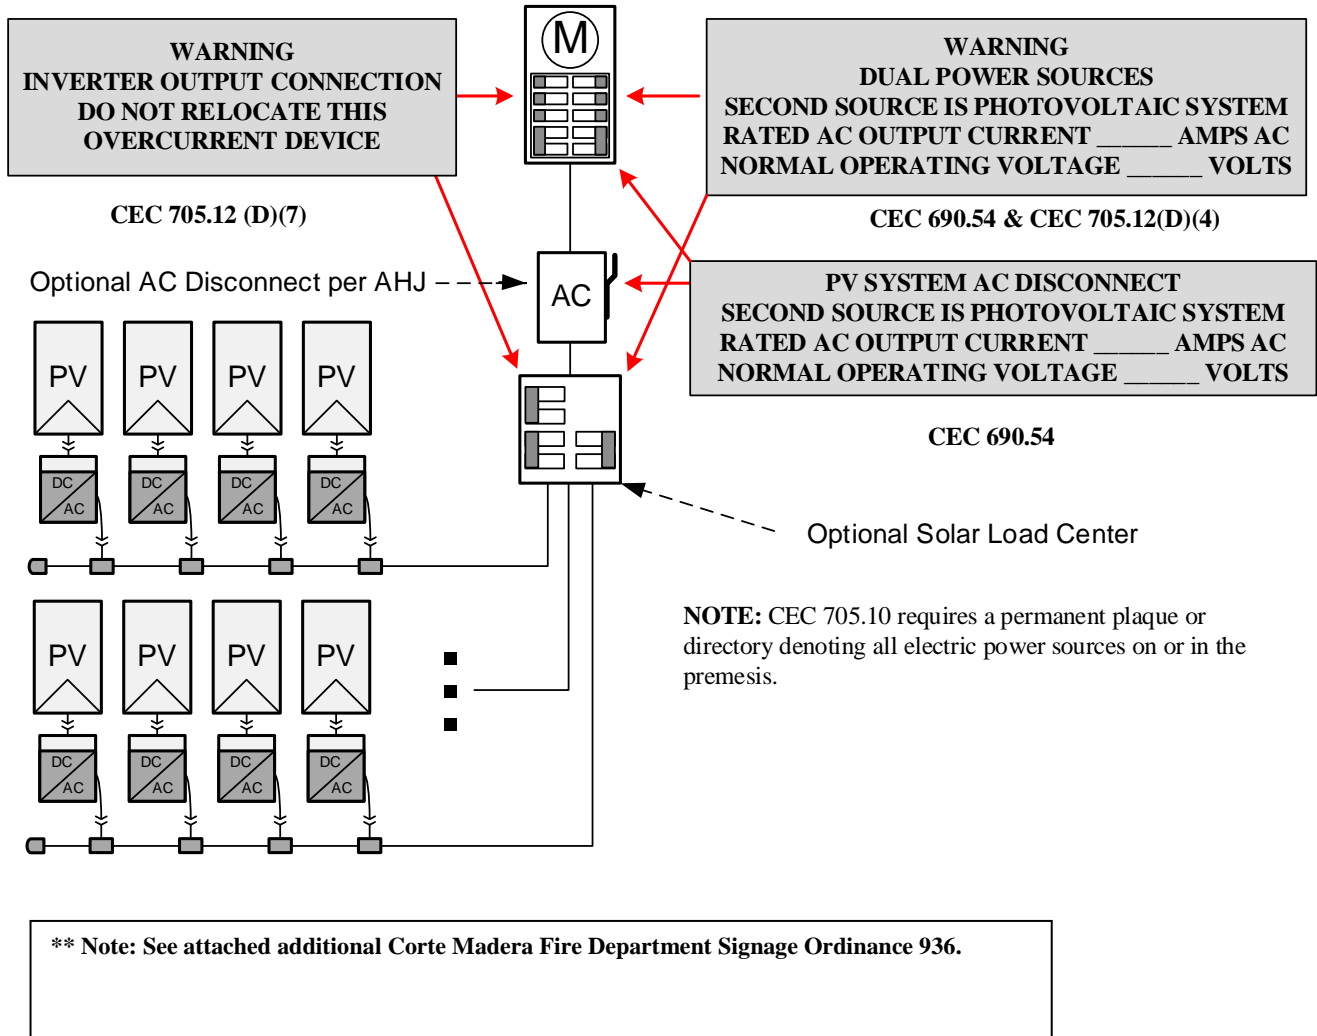 M
WARNING
INVERTER OUTPUT CONNECTION
DO NOT RELOCATE THIS
OVERCURRENT DEVICE
CEC 705.12 (D)(7)
WARNING
DUAL POWER SOURCES
SECOND SOURCE IS PHOTOVOLTAIC SYSTEM
RATED AC OUTPUT CURRENT ______ AMPS AC
NORMAL OPERATING VOLTAGE ______ VOLTS
CEC 690.54 & CEC 705.12(D)(4)
Optional AC Disconnect per AHJ
AC
PV SYSTEM AC DISCONNECT
SECOND SOURCE IS PHOTOVOLTAIC SYSTEM
RATED AC OUTPUT CURRENT ______ AMPS AC
NORMAL OPERATING VOLTAGE ______ VOLTS
CEC 690.54
PV PV PV PV
DC DC DC DC
AC AC AC AC
Optional Solar Load Center
NOTE: CEC 705.10 requires a permanent plaque or
directory denoting all electric power sources on or in the
premesis.
PV PV PV PV
DC DC DC DC
AC AC AC AC
** Note: See attached additional Corte Madera Fire Department Signage Ordinance 936.